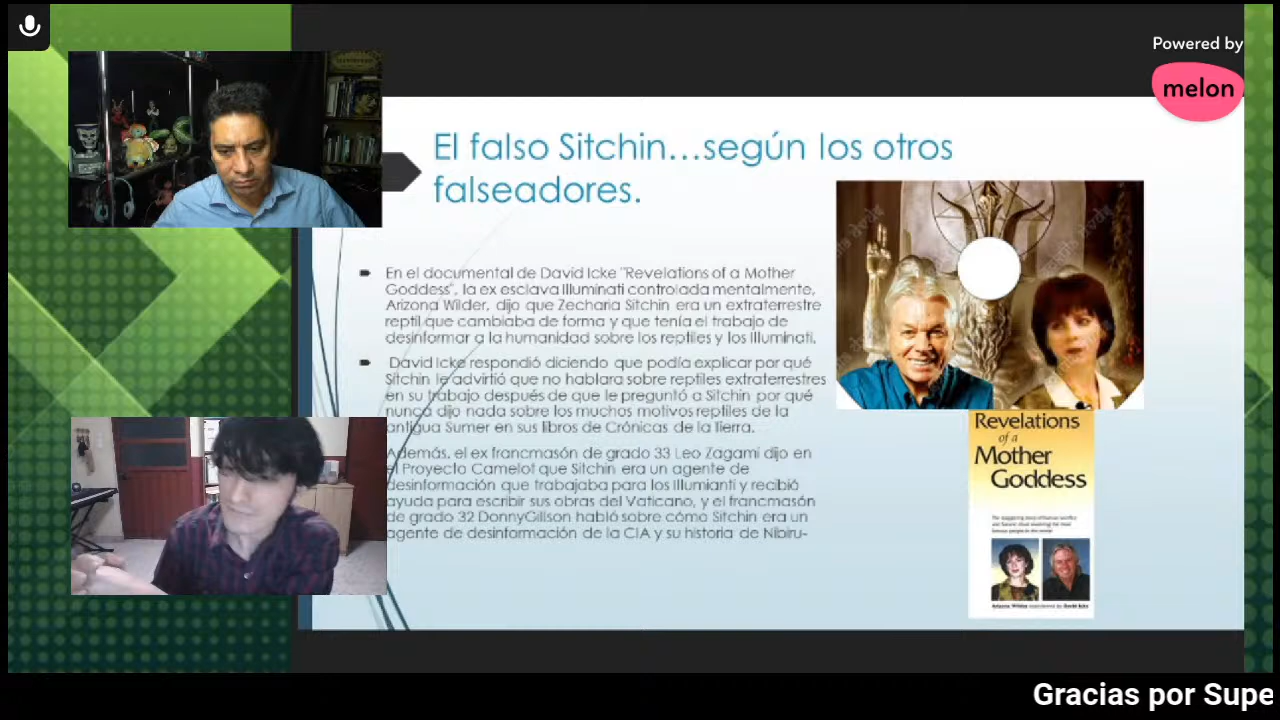 Powered by
melon
El falso Sitchin...según los otros
falseadores.
En el documental de David Icke "Revelations of a Mother
Goddess", la ex esclava Illuminati controlada mentalmente,
Arizona Wilder, dijo que Zecharia Sitchin era un extraterrestre
reptil que cambiaba de forma y que tenía el trabajo de
desinformar a la humanidad sobre los reptiles y los Illuminati.
David Icke respondió diciendo que podía explicar por qué
Sitchin le advirtió que no hablara sobre reptiles extraterrestres
en su trabajo después de que le preguntó a Sitchin por qué
nunca dijo nada sobre los muchos motivos reptiles de la
antigua Sumer en sus libros de Crónicas de la Tierra.
Además, el ex francmasón de grado 33 Leo Zagami dijo en
el Proyecto Camelot que Sitchin era un agente de
desinformación que trabajaba para los Illumianti y recibió
ayuda para escribir sus obras del Vaticano, y el francmasón
de grado 32 DonnyGillson habló sobre cómo Sitchin era un
agente de desinformación de la CIA y su historia de Nibiru-
Revelations
of a
Mother
Goddess
Gracias por Supe